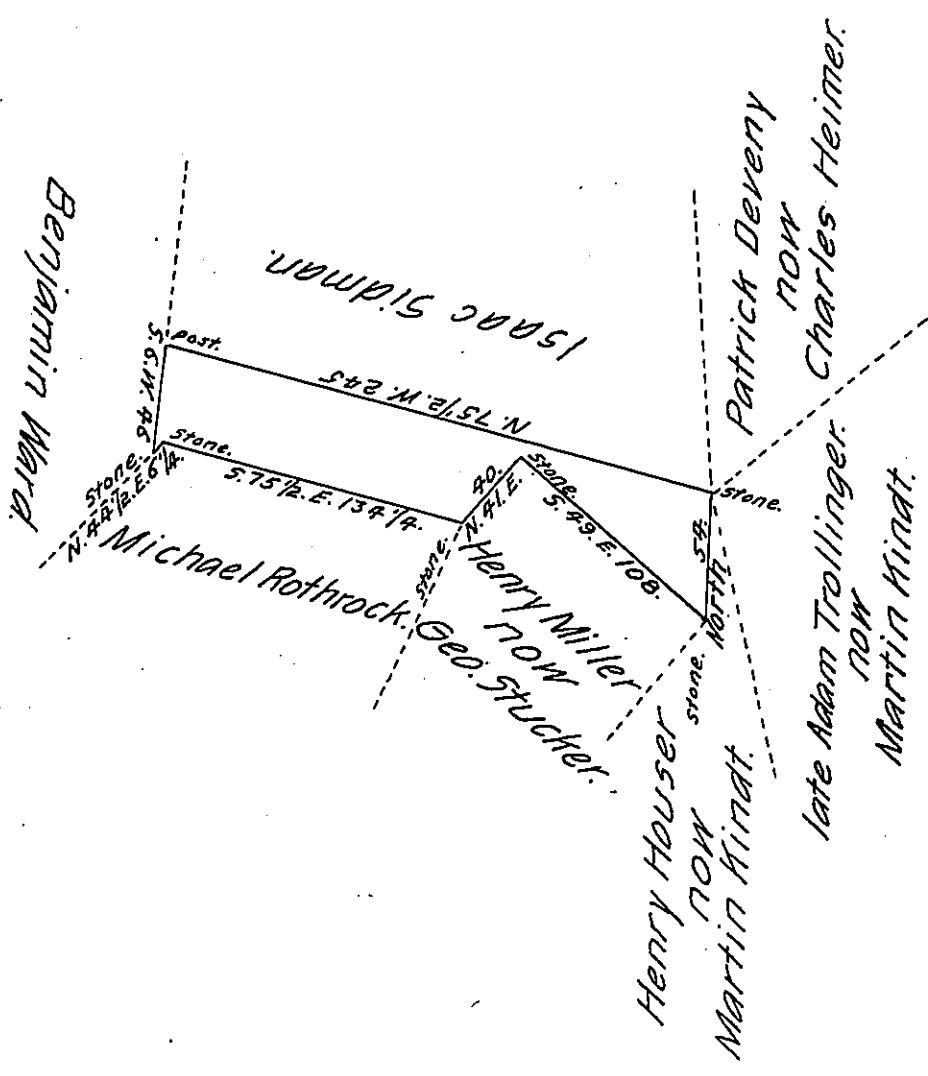 Patrick Deveny
now
Charles Heimer.
late Adam Trollinger.
now
Martin Kindt.
Isaac Sidman.
Benjamin Ward.
post.
S. 6. W. 46
N. 75 1/2. W. 245
stone.
North 54.
stone.
S. 49. E. 108.
stone.
N. 41. E. 40.
stone.
S. 75 1/2. E. 134 1/4.
stone.
N. 44 1/2. E. 6 1/4.
stone.
Michael Rothrock.
Henry Miller
now
Geo. Stucker.
Henry Houser
now
Martin Kindt.